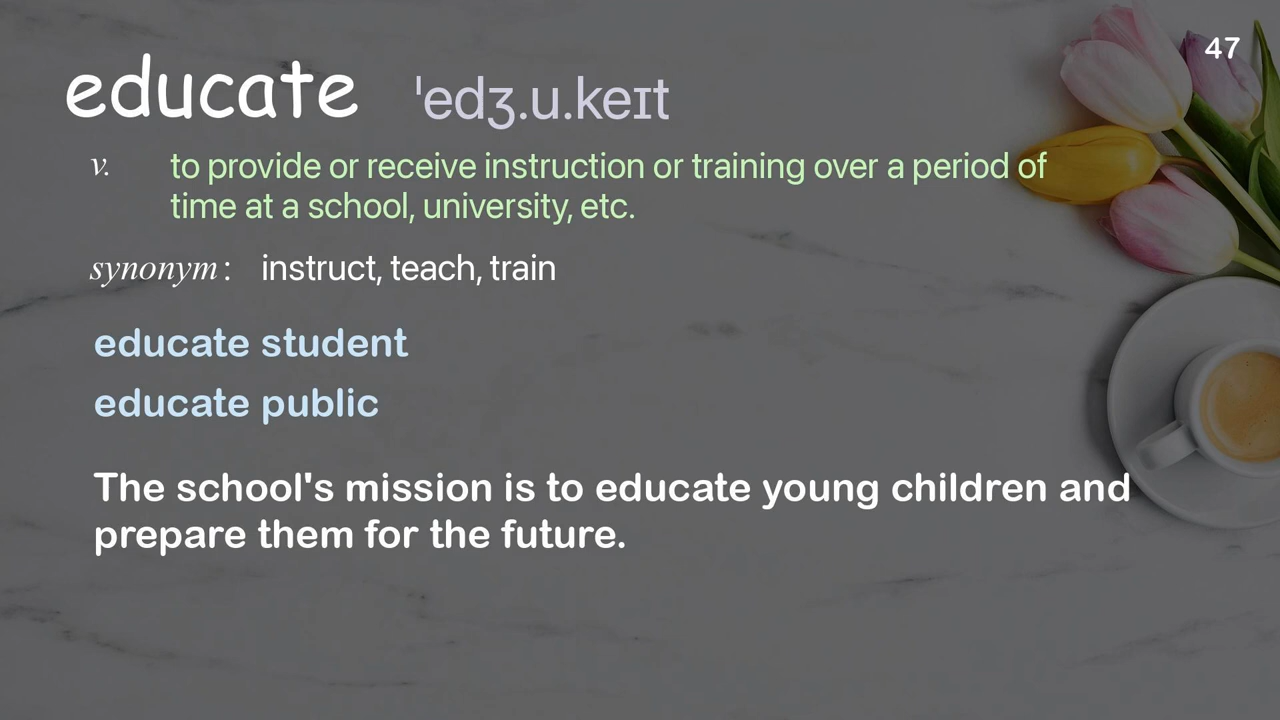 47
educate ˈedʒ.u.keɪt
v. to provide or receive instruction or training over a period of
time at a school, university, etc.
synonym: instruct, teach, train
educate student
educate public
The school's mission is to educate young children and
prepare them for the future.